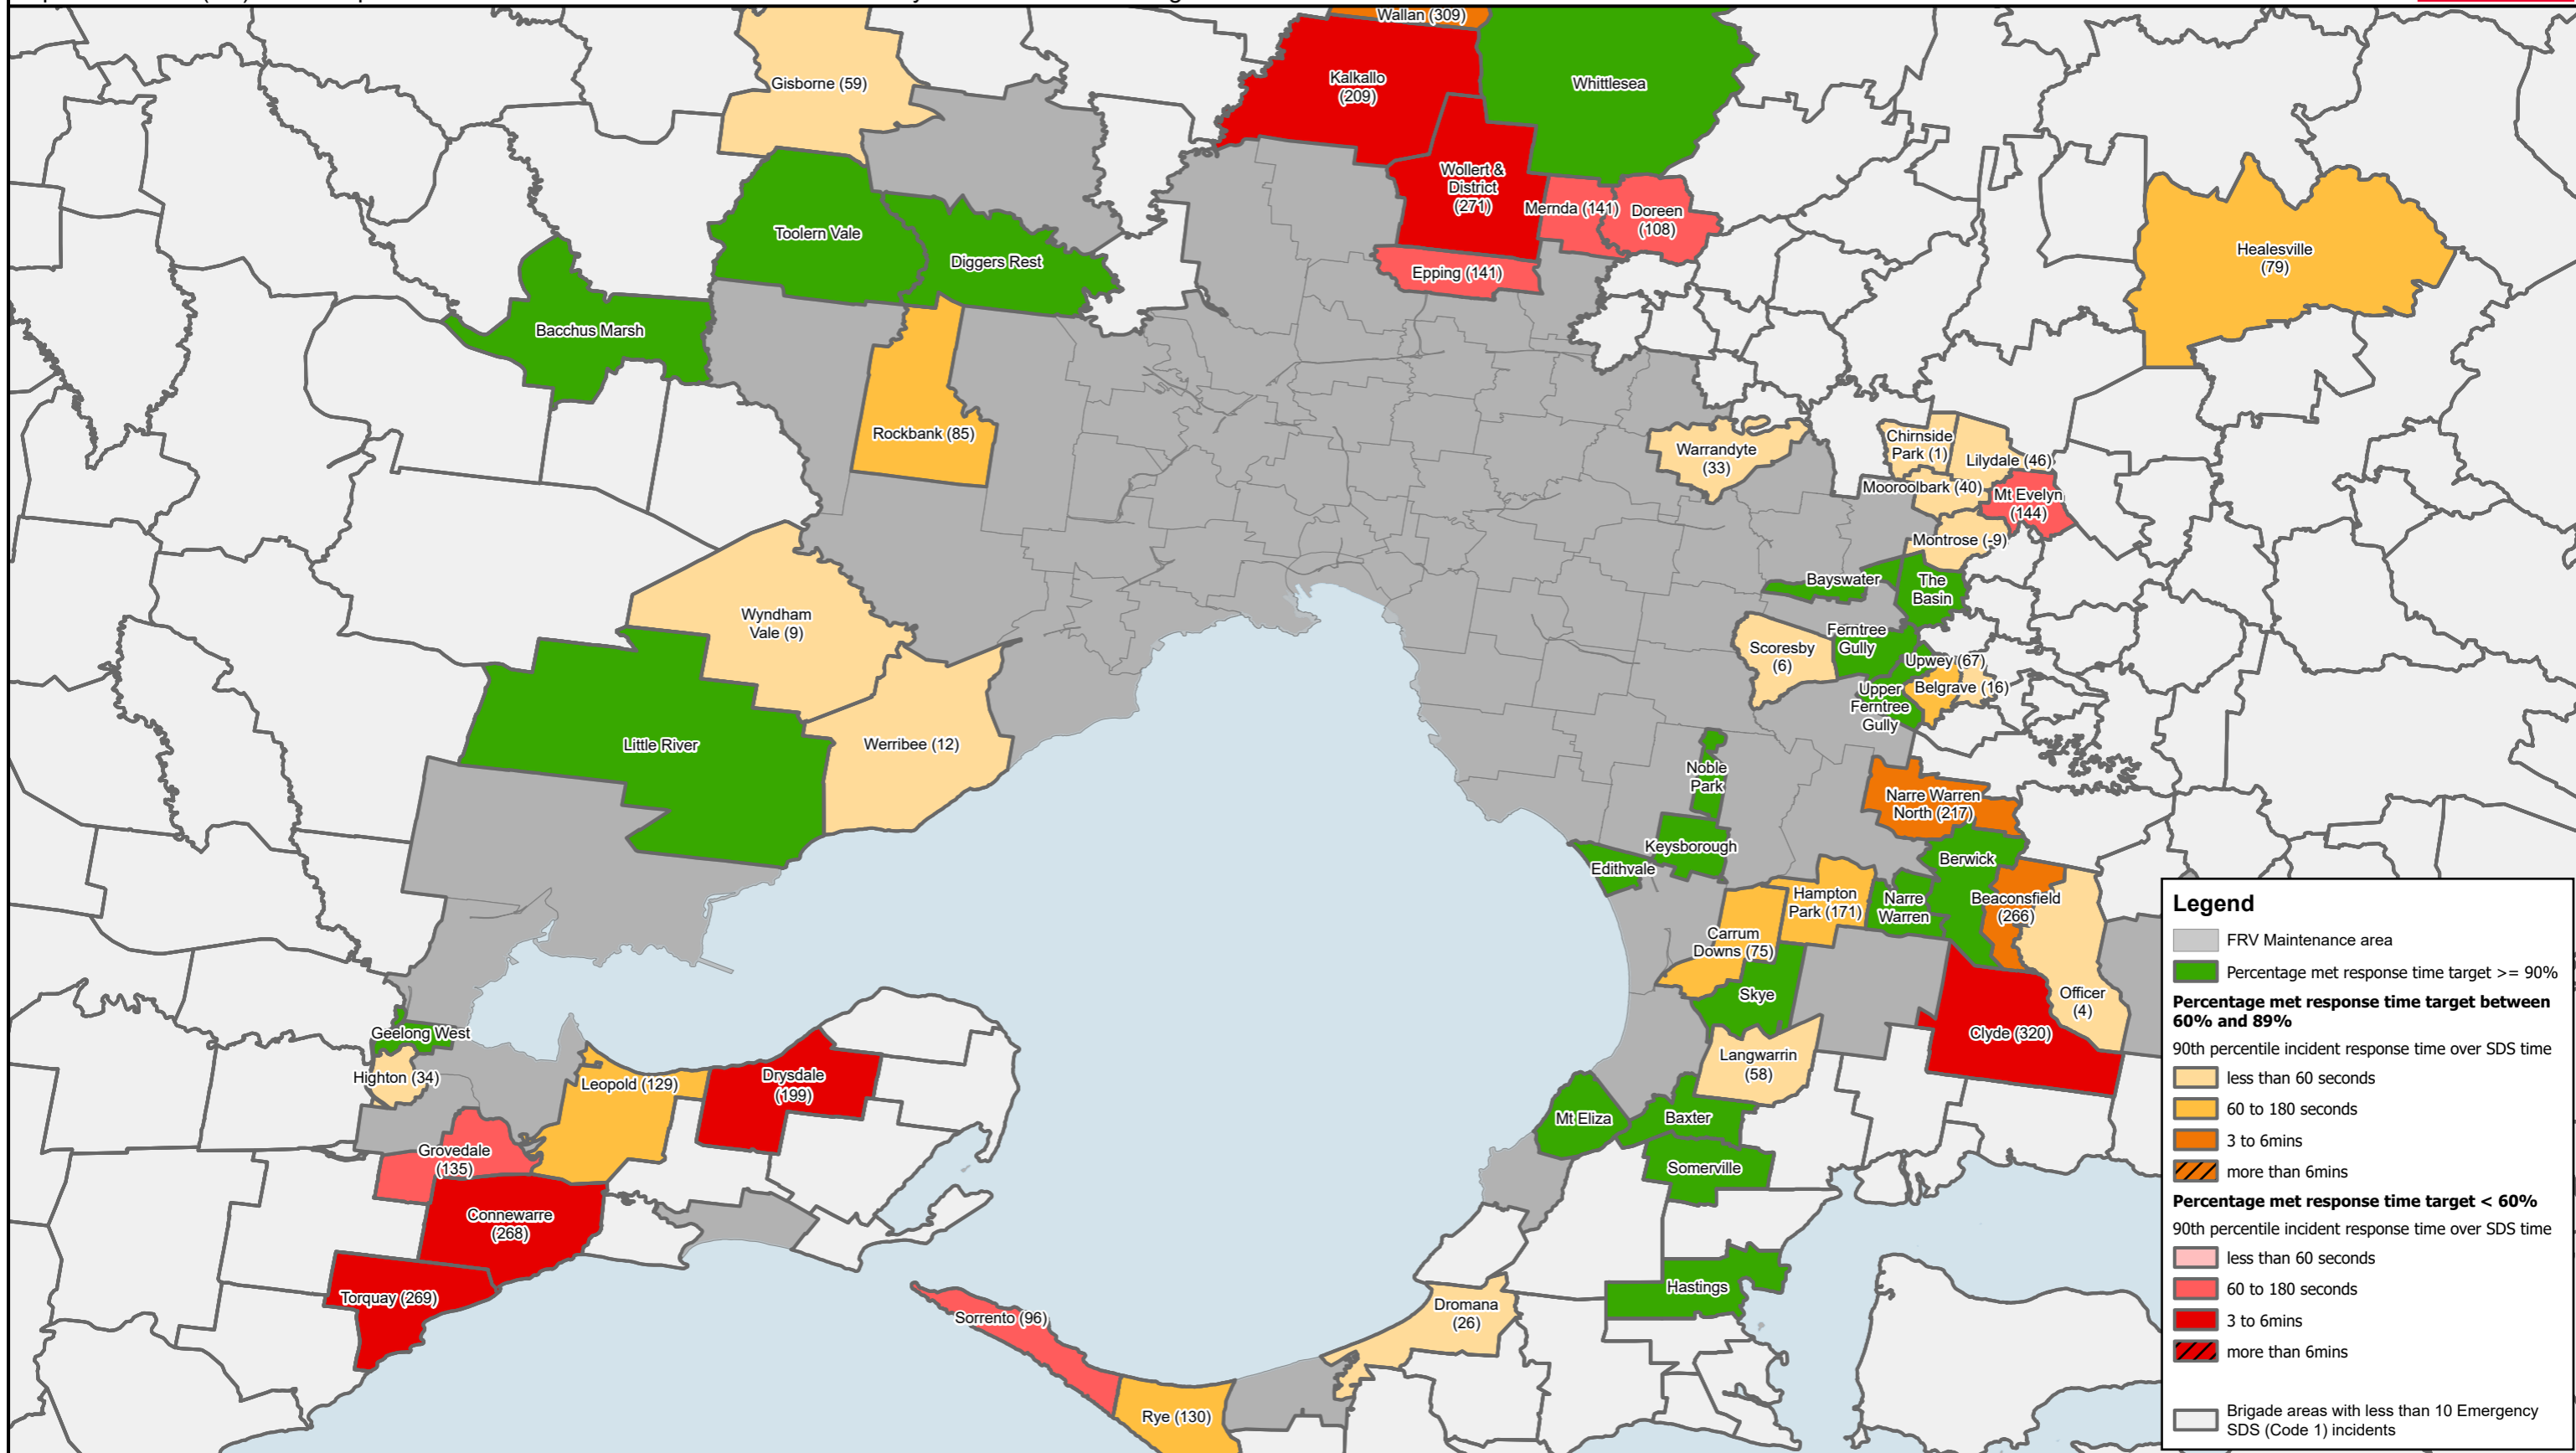 Wallan (309)
Gisborne (59)
Kalkallo
(209)
Whittlesea
Wollert &
District
(271)
Mernda (141)
Doreen
(108)
Toolern Vale
Diggers Rest
Healesville
(79)
Epping (141)
Bacchus Marsh
Rockbank (85)
Warrandyte
(33)
Chirnside
Park (1)
Lilydale (46)
Mooroolbark (40)
Mt Evelyn
(144)
Montrose (-9)
Bayswater
The
Basin
Wyndham
Vale (9)
Scoresby
(6)
Ferntree
Gully
Upwey (67)
Belgrave (16)
Upper
Ferntree
Gully
Little River
Werribee (12)
Noble
Park
Narre Warren
North (217)
Keysborough
Edithvale
Berwick
Hampton
Park (171)
Narre
Warren
Beaconsfield
(266)
Carrum
Downs (75)
Skye
Officer
(4)
Clyde (320)
Geelong West
Highton (34)
Leopold (129)
Drysdale
(199)
Langwarrin
(58)
Mt Eliza
Baxter
Grovedale
(135)
Somerville
Connewarre
(268)
Torquay (269)
Hastings
Sorrento (96)
Dromana
(26)
Rye (130)
Legend
FRV Maintenance area
Percentage met response time target >= 90%
Percentage met response time target between
60% and 89%
90th percentile incident response time over SDS time
less than 60 seconds
60 to 180 seconds
3 to 6mins
more than 6mins
Percentage met response time target < 60%
90th percentile incident response time over SDS time
less than 60 seconds
60 to 180 seconds
3 to 6mins
more than 6mins
Brigade areas with less than 10 Emergency
SDS (Code 1) incidents